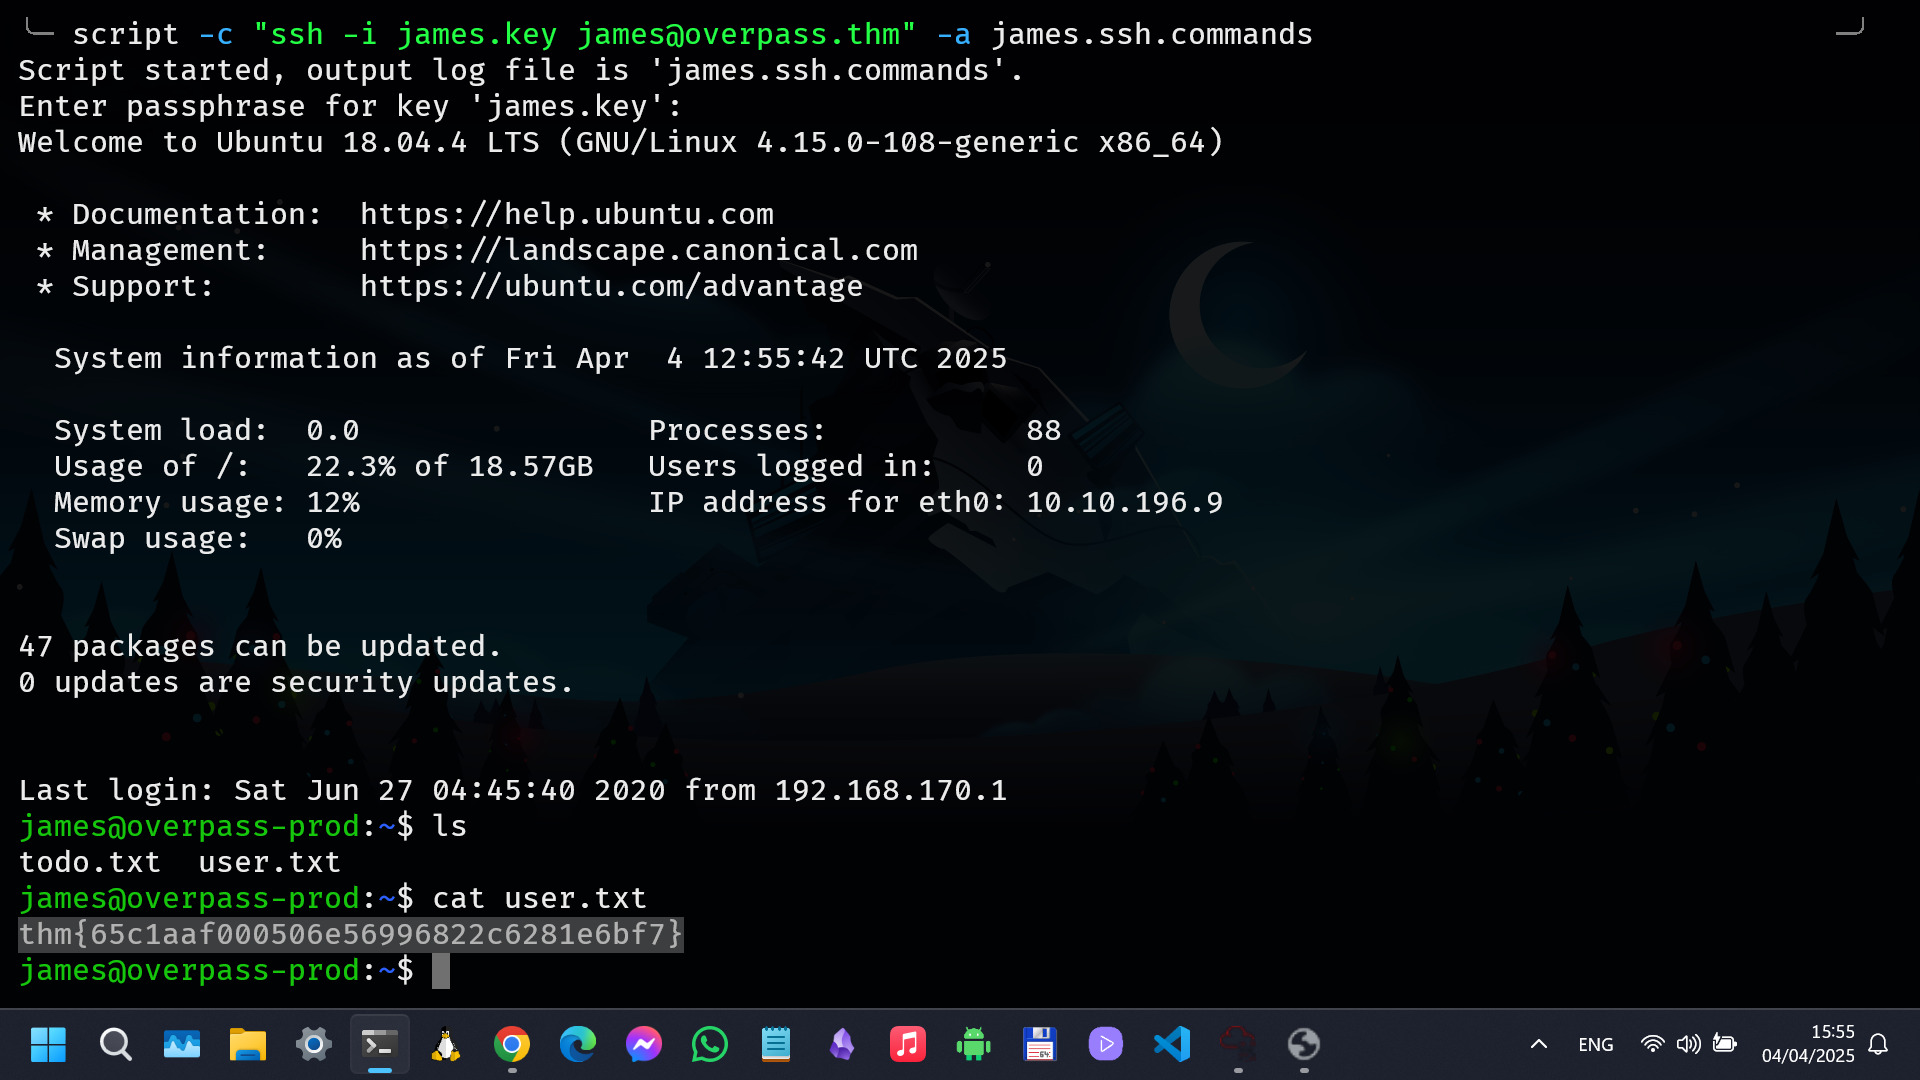 script -c "ssh -i james.key james@overpass.thm" -a james.ssh.commands
Script started, output log file is 'james.ssh.commands'.
Enter passphrase for key 'james.key':
Welcome to Ubuntu 18.04.4 LTS (GNU/Linux 4.15.0-108-generic x86_64)
* Documentation:  https://help.ubuntu.com
* Management:     https://landscape.canonical.com
* Support:        https://ubuntu.com/advantage
System information as of Fri Apr  4 12:55:42 UTC 2025
System load:  0.0                Processes:           88
Usage of /:   22.3% of 18.57GB   Users logged in:     0
Memory usage: 12%                IP address for eth0: 10.10.196.9
Swap usage:   0%
47 packages can be updated.
0 updates are security updates.
Last login: Sat Jun 27 04:45:40 2020 from 192.168.170.1
james@overpass-prod:~$ ls
todo.txt  user.txt
james@overpass-prod:~$ cat user.txt
thm{65c1aaf000506e56996822c6281e6bf7}
james@overpass-prod:~$
64
ENG
15:55
04/04/2025